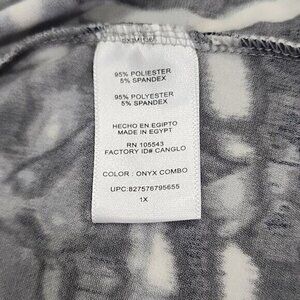 95% POLIESTER
5% SPANDEX
95% POLYESTER
5% SPANDEX
HECHO EN EGIPTO
MADE IN EGYPT
RN 105543
FACTORY ID# CANGLO
COLOR : ONYX COMBO
UPC:827576795655
1X